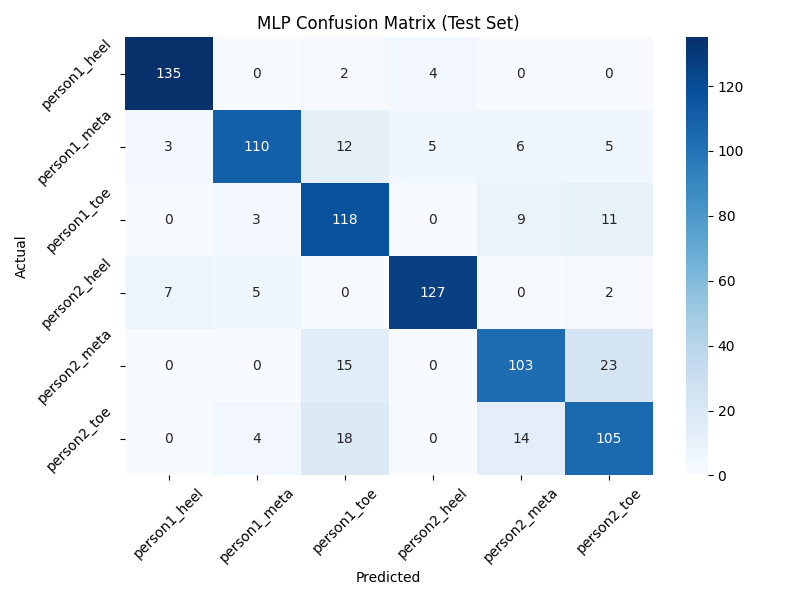 MLP Confusion Matrix (Test Set)
Actual
person1_heel 135 0 2 4 0 0
person1_meta 3 110 12 5 6 5
person1_toe 0 3 118 0 9 11
person2_heel 7 5 0 127 0 2
person2_meta 0 0 15 0 103 23
person2_toe 0 4 18 0 14 105
person1_heel person1_meta person1_toe person2_heel person2_meta person2_toe
Predicted
120
100
80
60
40
20
0